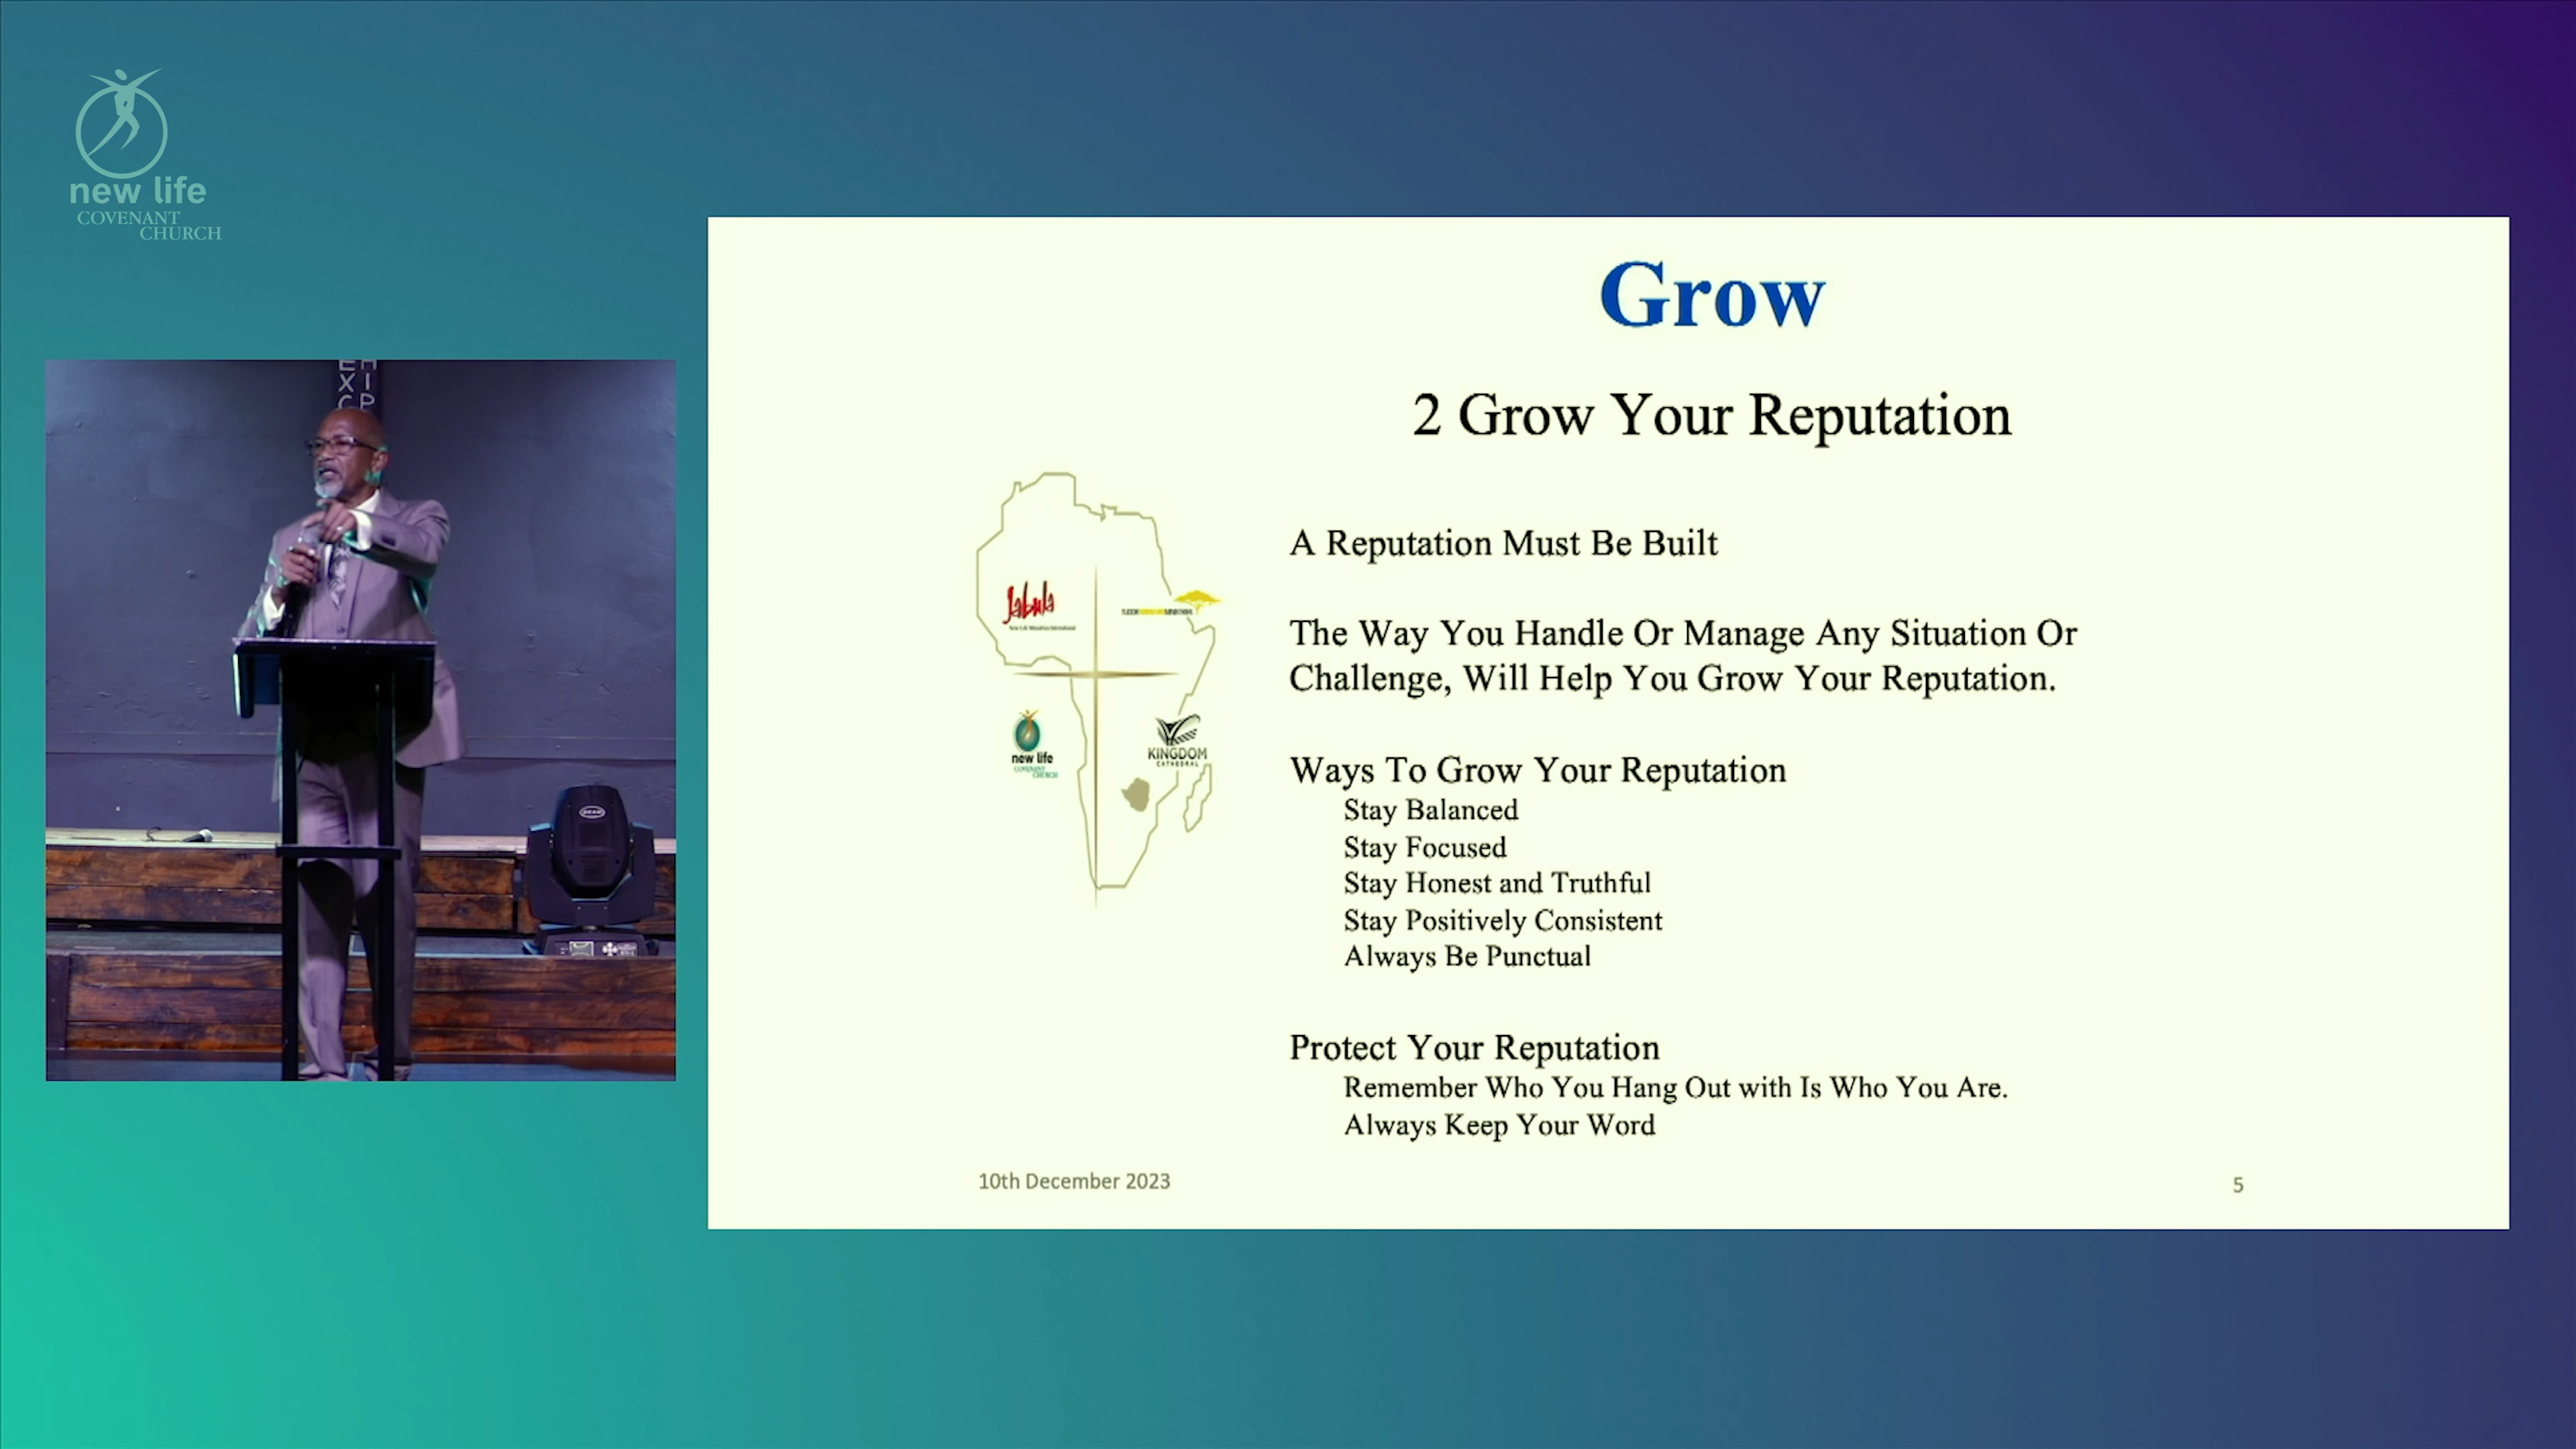 new life
COVENANT
CHURCH
E H
X I
C P
Grow
2 Grow Your Reputation
A Reputation Must Be Built
The Way You Handle Or Manage Any Situation Or
Challenge, Will Help You Grow Your Reputation.
Jabula
new life
COVENANT
CHURCH
KINGDOM
CATHEDRAL
Ways To Grow Your Reputation
Stay Balanced
Stay Focused
Stay Honest and Truthful
Stay Positively Consistent
Always Be Punctual
Protect Your Reputation
Remember Who You Hang Out with Is Who You Are.
Always Keep Your Word
10th December 2023
5